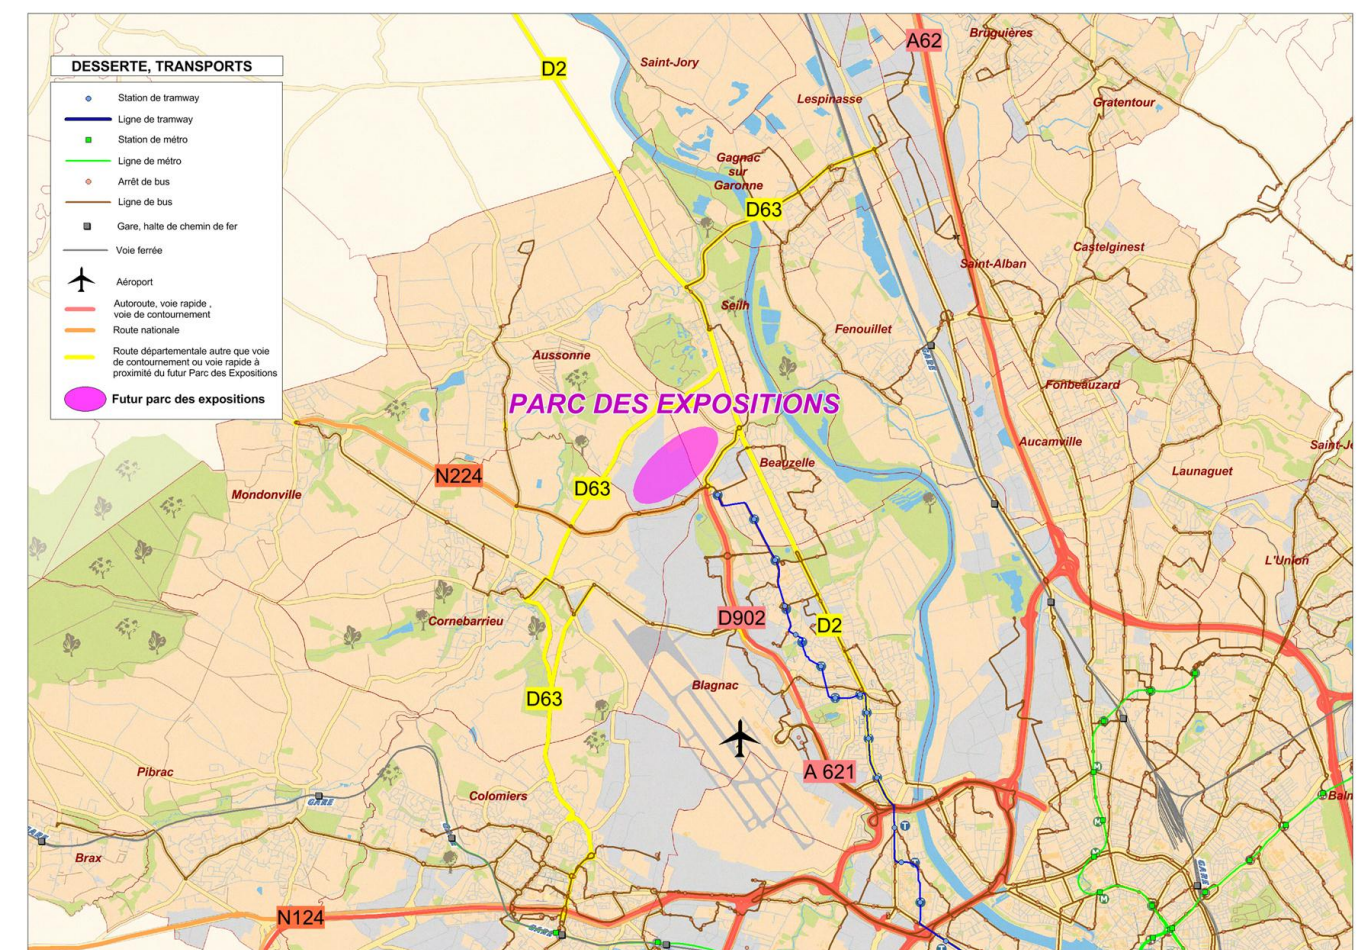 DESSERTE, TRANSPORTS
Station de tramway
Ligne de tramway
Station de métro
Ligne de métro
Arrêt de bus
Ligne de bus
Gare, halte de chemin de fer
Voie ferrée
Aéroport
Autoroute, voie rapide ,
voie de contournement
Route nationale
Route départementale autre que voie
de contournement ou voie rapide à
proximité du futur Parc des Expositions
Futur parc des expositions
D2
Saint-Jory
A62
Bruguières
Lespinasse
Gratentour
Gagnac
sur
Garonne
D63
Castelginest
Saint-Alban
Seilh
Fenouillet
GARE
Aussonne
Fonbeauzard
PARC DES EXPOSITIONS
Aucamville
Launaguet
Beauzelle
N224
D63
Mondonville
L'Union
Cornebarrieu
D902
D2
Blagnac
D63
Pibrac
A 621
Colomiers
GARE
GARE
Brax
GARE
N124
GARE
T
M
M
M
M